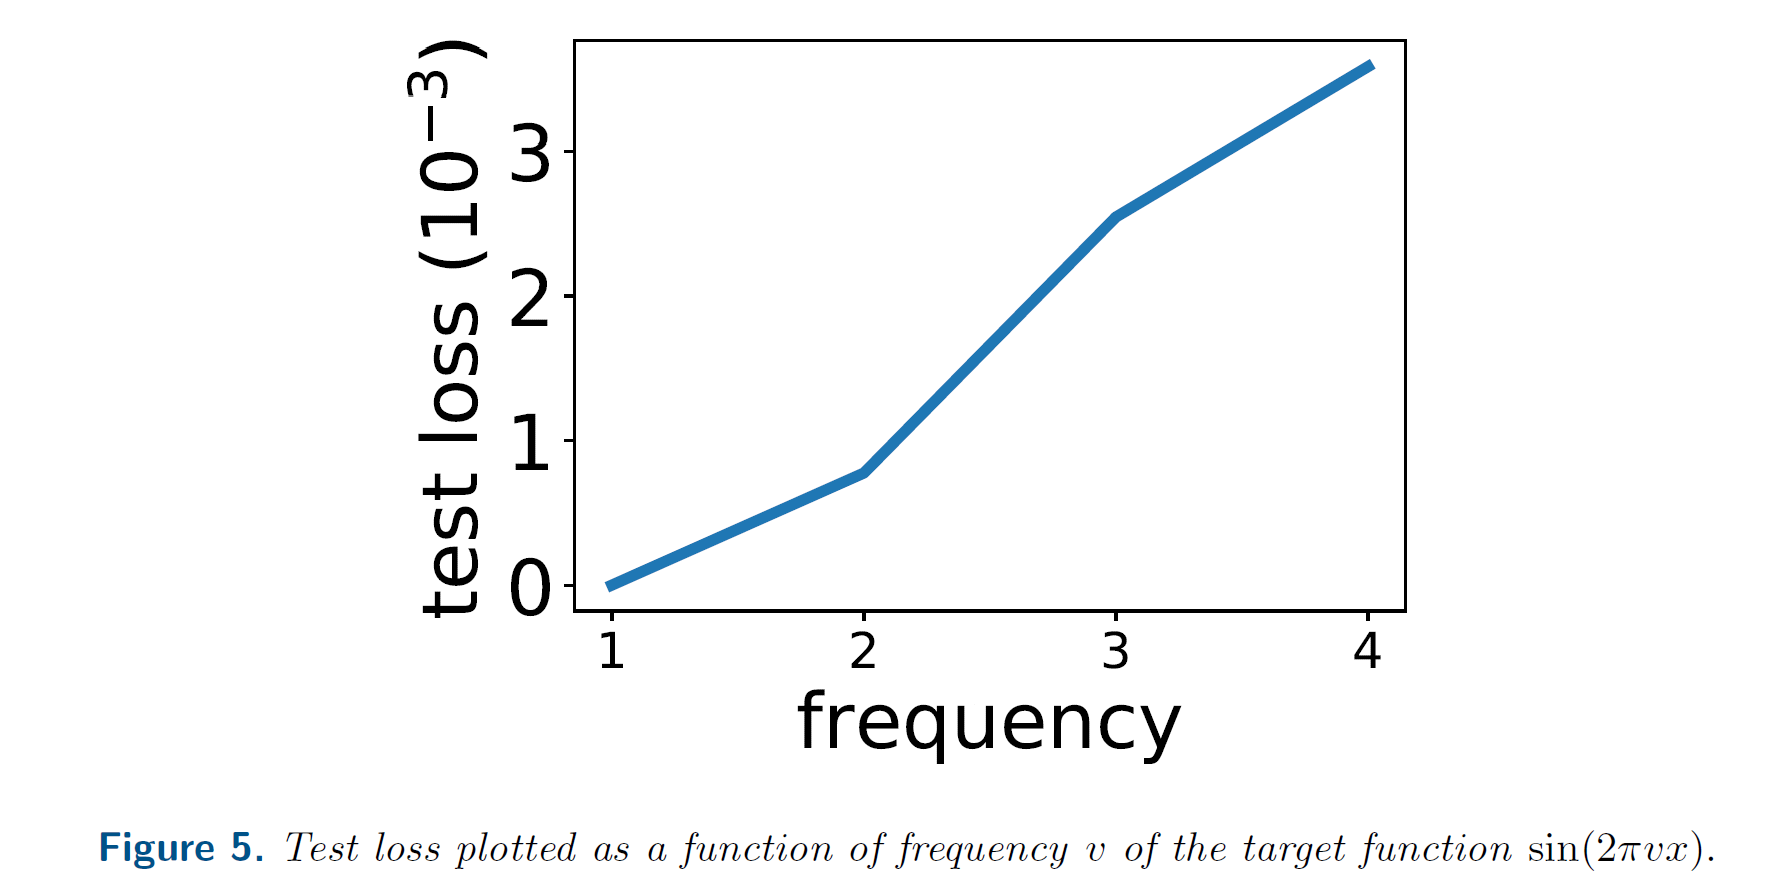 test loss (10⁻³)
3
2
1
0
1 2 3 4
frequency
Figure 5. Test loss plotted as a function of frequency v of the target function sin(2πvx).